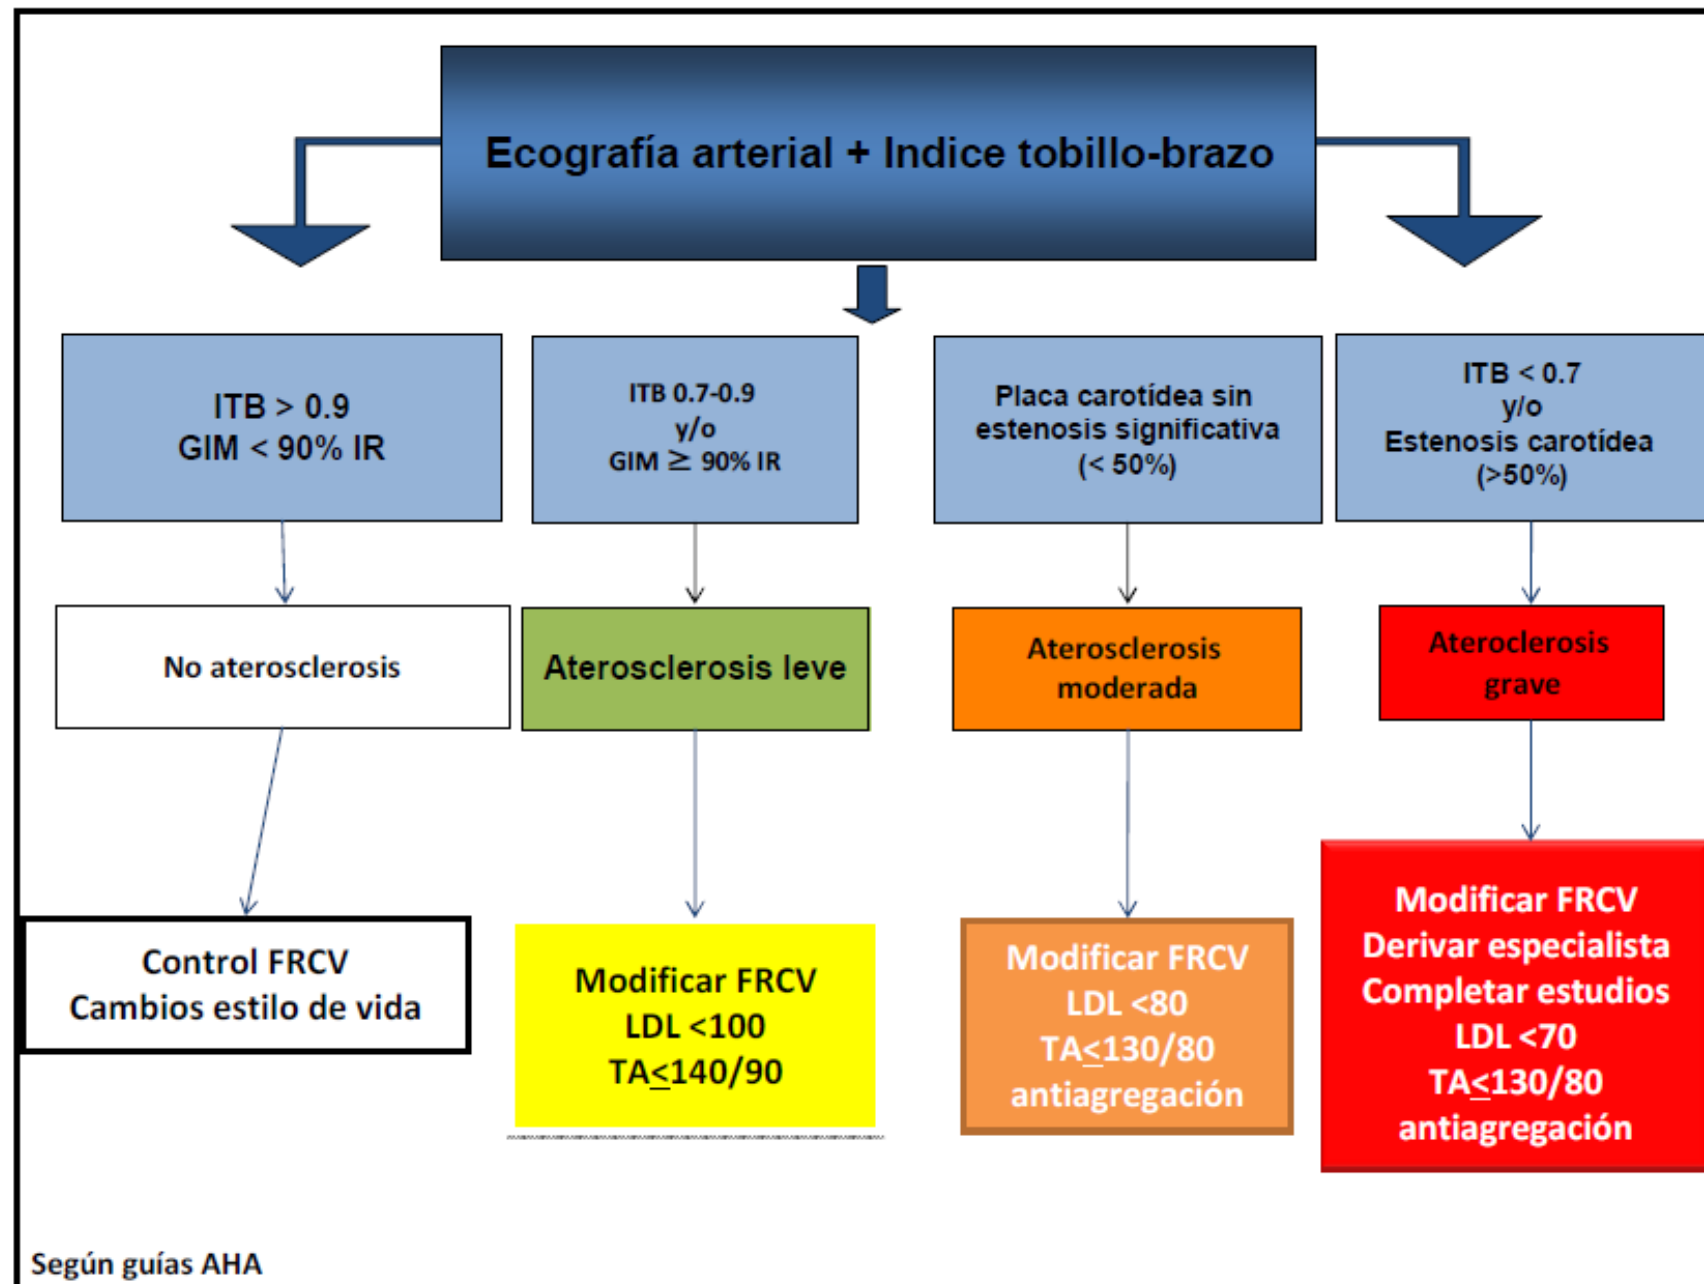 Ecografía arterial + Indice tobillo-brazo
ITB > 0.9
GIM < 90% IR
ITB 0.7-0.9
y/o
GIM ≥ 90% IR
Placa carotídea sin
estenosis significativa
(< 50%)
ITB < 0.7
y/o
Estenosis carotídea
(>50%)
No aterosclerosis
Aterosclerosis leve
Aterosclerosis
moderada
Ateroclerosis
grave
Control FRCV
Cambios estilo de vida
Modificar FRCV
LDL <100
TA≤140/90
Modificar FRCV
LDL <80
TA≤130/80
antiagregación
Modificar FRCV
Derivar especialista
Completar estudios
LDL <70
TA≤130/80
antiagregación
Según guías AHA